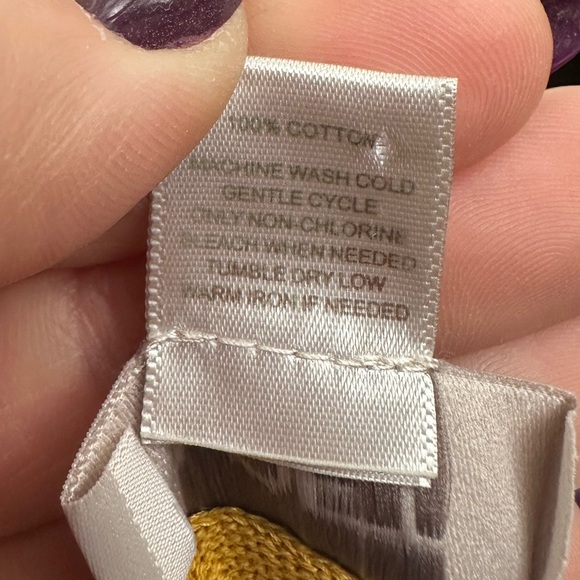 100% COTTON
MACHINE WASH COLD
GENTLE CYCLE
ONLY NON-CHLORINE
BLEACH WHEN NEEDED
TUMBLE DRY LOW
WARM IRON IF NEEDED